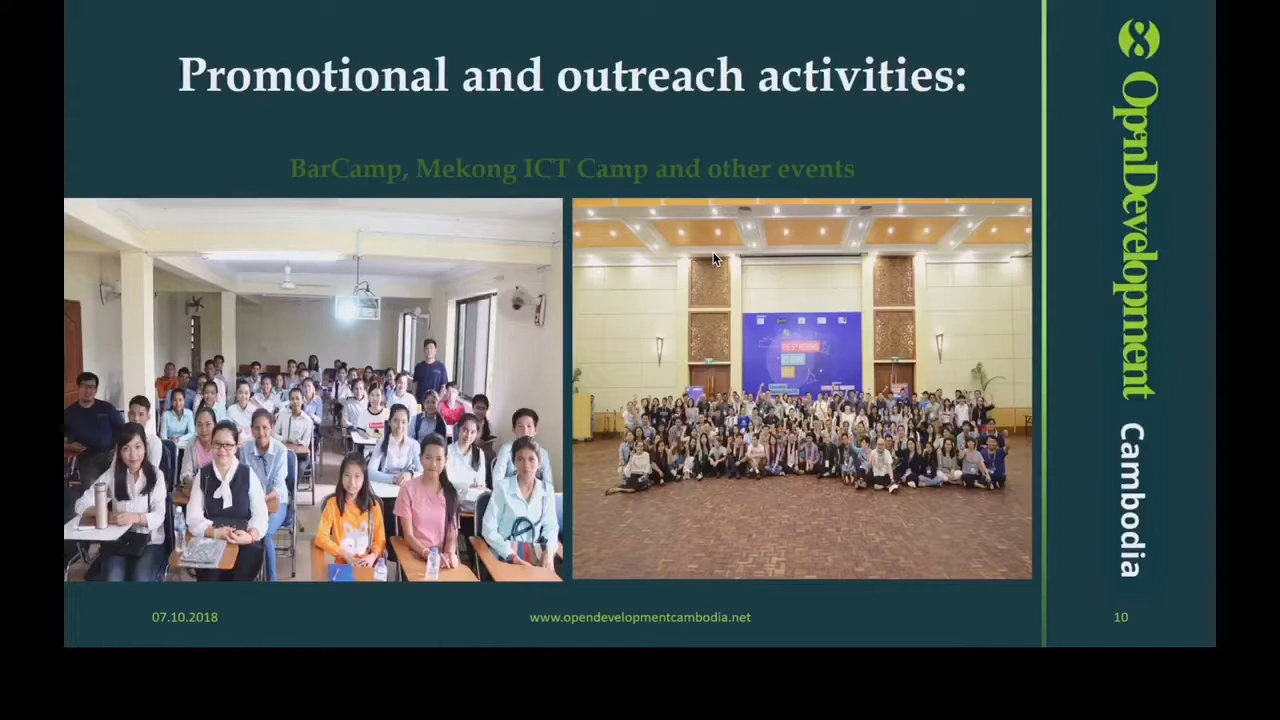 Promotional and outreach activities:
BarCamp, Mekong ICT Camp and other events
07.10.2018
www.opendevelopmentcambodia.net
10
OpenDevelopment Cambodia